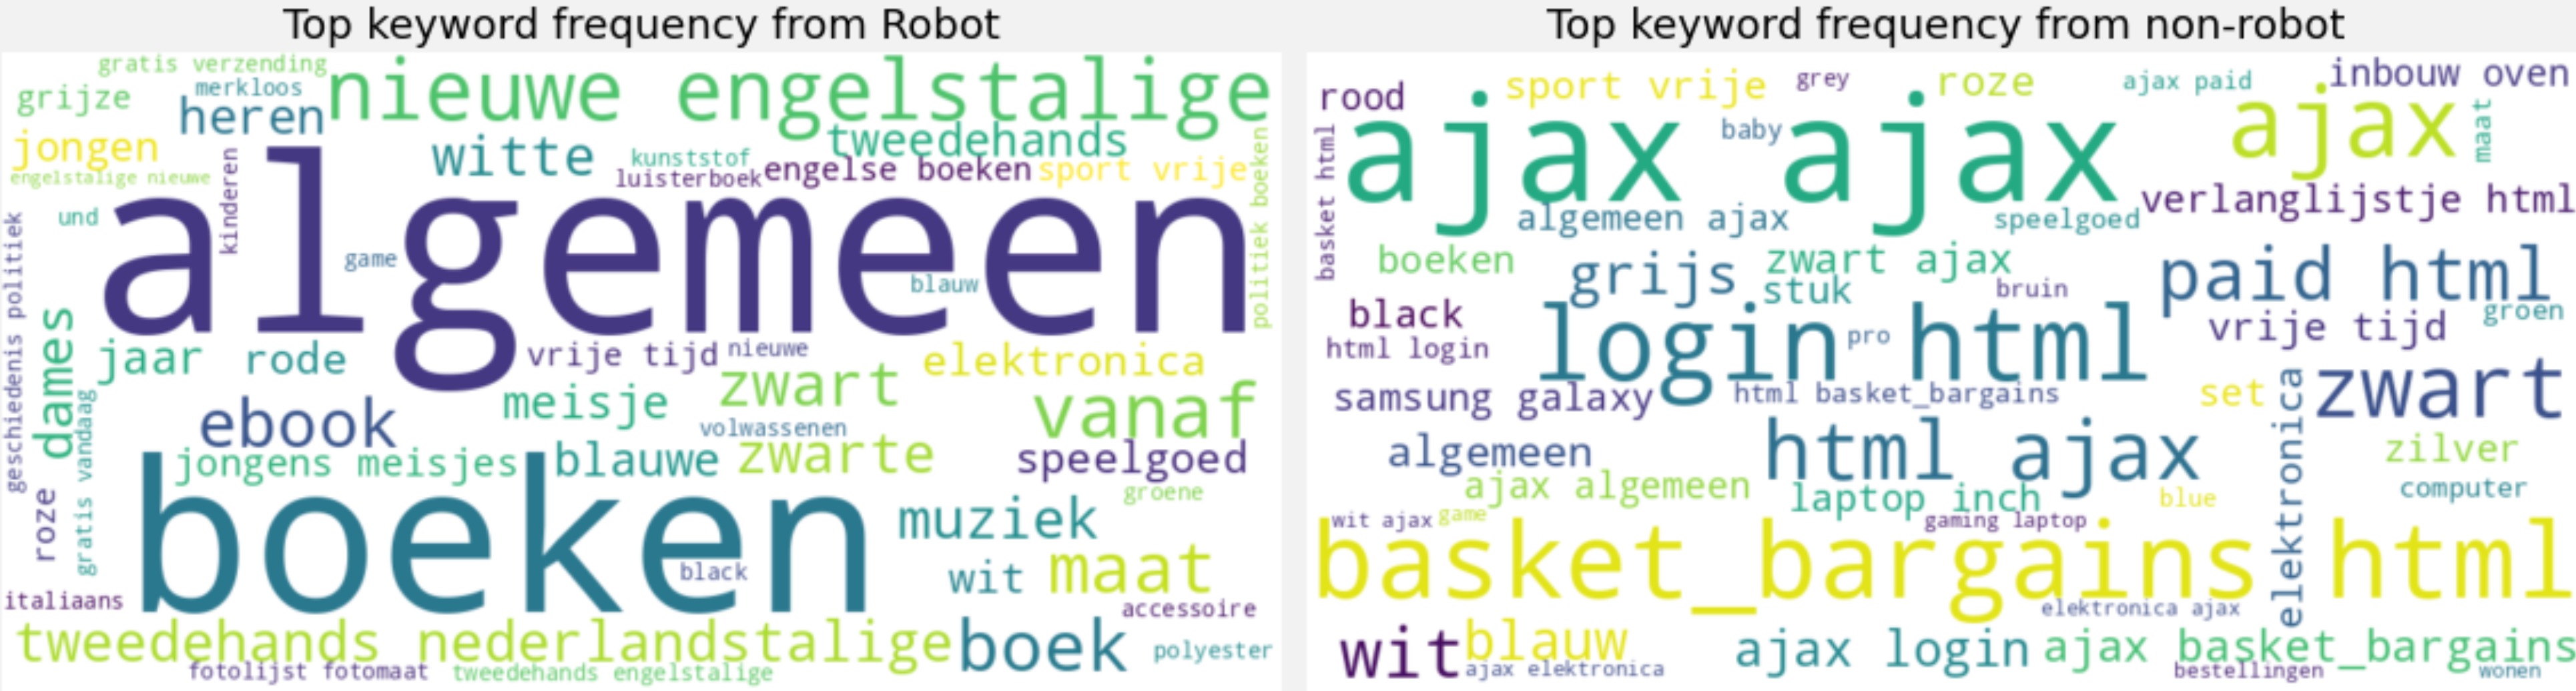 Top keyword frequency from Robot
gratis verzending
nieuwe engelstalige
merkloos
grijze
heren
tweedehands
jongen
witte
kunststof
engelse boeken
sport vrije
luisterboek
engelstalige nieuwe
kinderen
politiek boeken
und
algemeen
game
blauw
geschiedenis politiek
dames
jaar
rode
vrije tijd
nieuwe
elektronica
zwart
meisje
vanaf
ebook
volwassenen
zwarte
blauwe
jongens meisjes
speelgoed
gratis vandaag
groene
roze
boeken
muziek
black
wit
maat
italiaans
accessoire
tweedehands nederlandstalige
boek
polyester
fotolijst fotomaat
tweedehands engelstalige
Top keyword frequency from non-robot
rood
sport vrije
grey
roze
ajax paid
inbouw oven
ajax ajax
baby
ajax
maat
basket html
algemeen ajax
speelgoed
verlanglijstje html
boeken
grijs
zwart ajax
stuk
bruin
paid html
black
groen
html login
login html
pro
vrije tijd
samsung galaxy
html basket_bargains
set
zwart
elektronica
algemeen
html ajax
zilver
ajax algemeen
laptop inch
blue
computer
wit ajax
game
gaming laptop
basket_bargains html
elektronica ajax
wit
blauw
ajax login
ajax basket_bargains
ajax elektronica
bestellingen
wonen